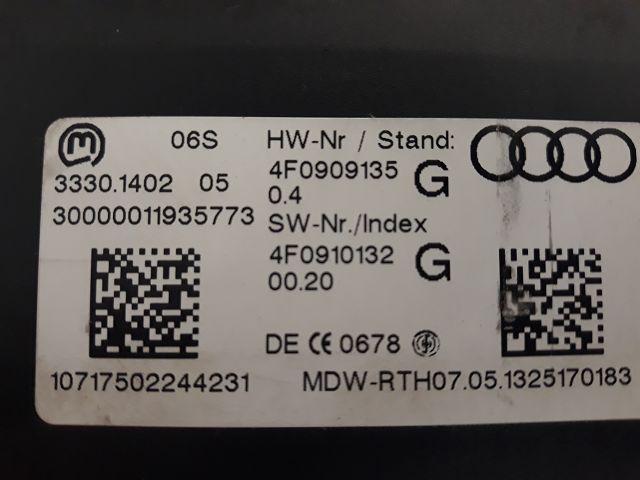 m 06S
3330.1402 05
30000011935773
10717502244231
HW-Nr / Stand:
4F0909135 G
0.4
SW-Nr./Index
4F0910132 G
00.20
DE CE 0678
MDW-RTH07.05.1325170183